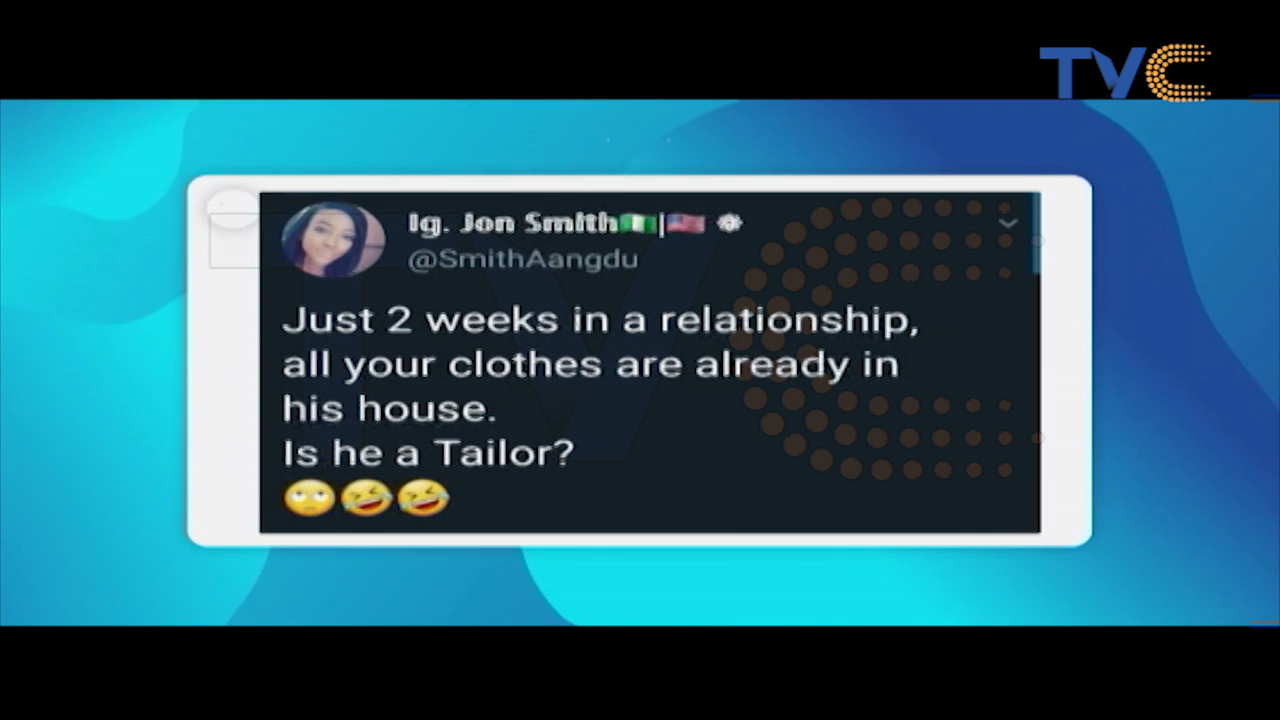 TVC
Ig. Jon Smith🇳🇬|🇺🇸
@SmithAangdu
Just 2 weeks in a relationship,
all your clothes are already in
his house.
Is he a Tailor?
🙄🤣🤣